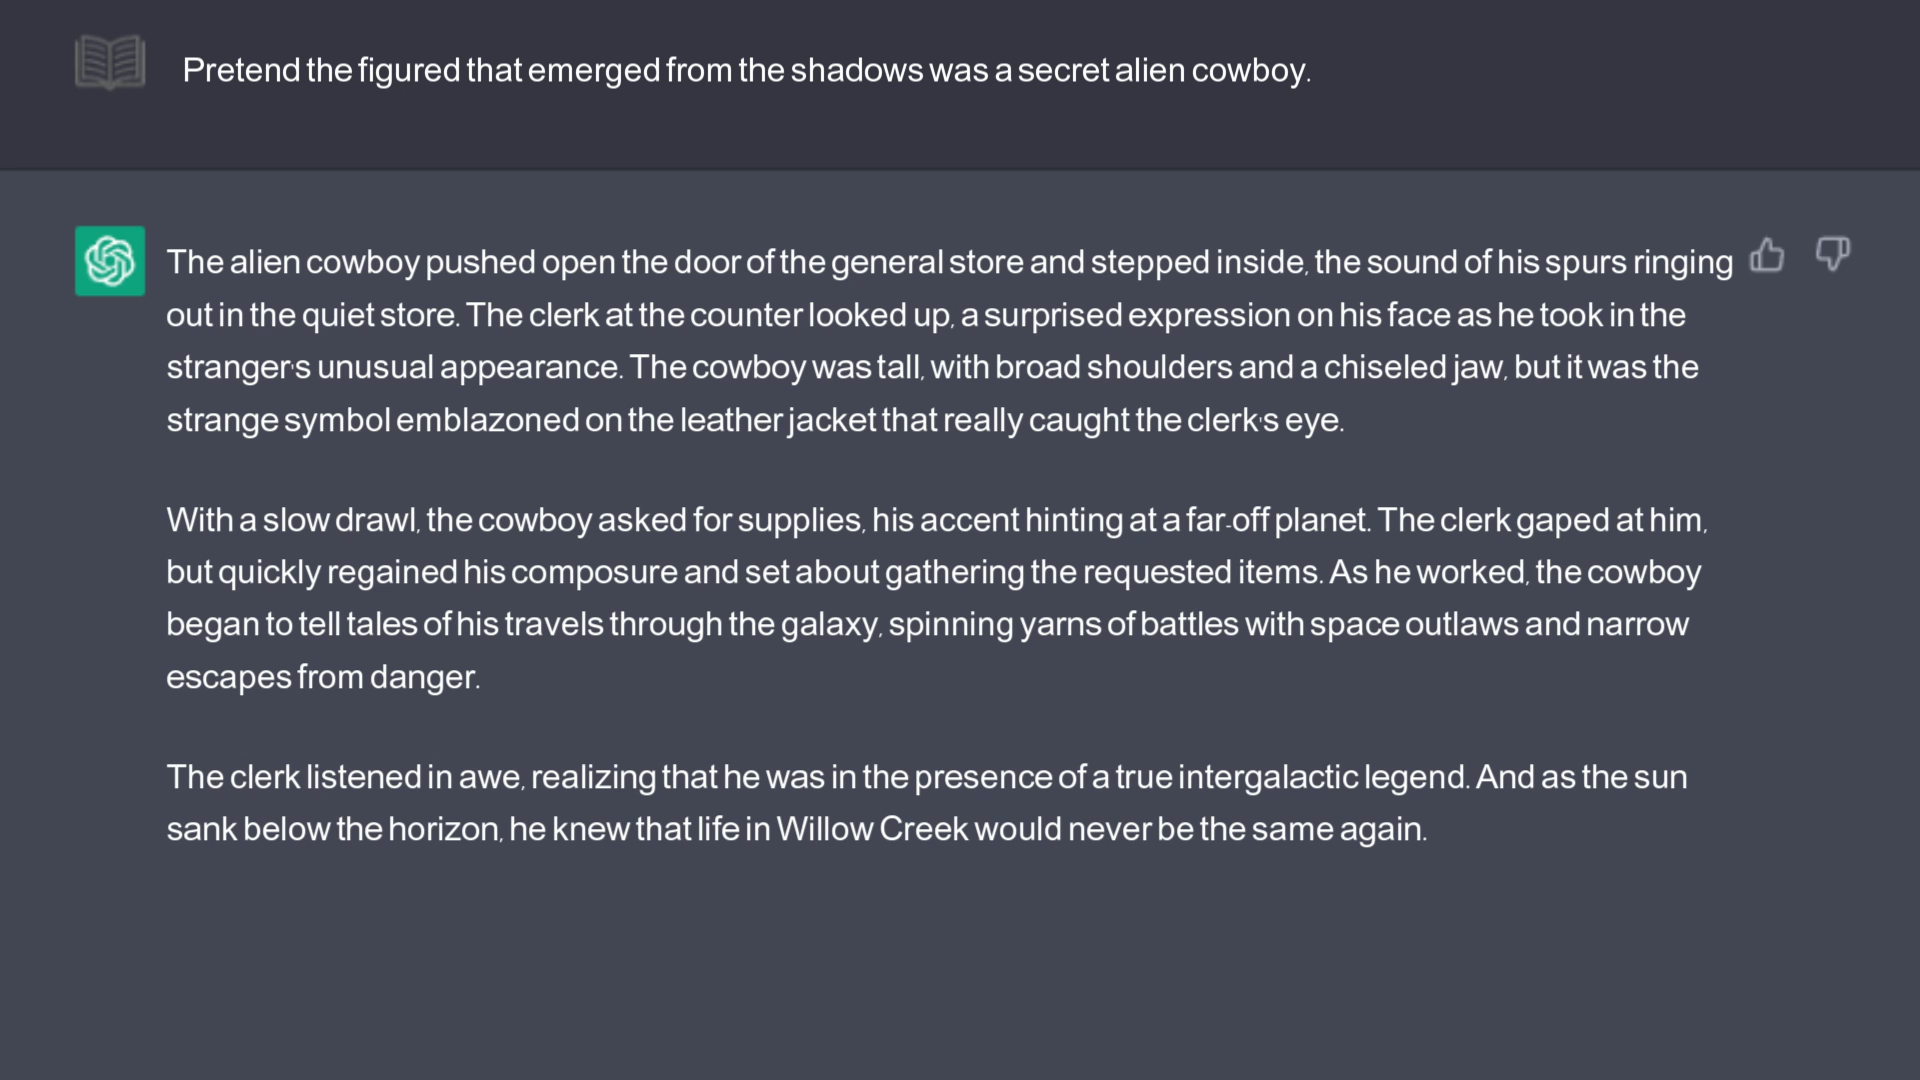 Pretend the figured that emerged from the shadows was a secret alien cowboy.
The alien cowboy pushed open the door of the general store and stepped inside, the sound of his spurs ringing
out in the quiet store. The clerk at the counter looked up, a surprised expression on his face as he took in the
stranger's unusual appearance. The cowboy was tall, with broad shoulders and a chiseled jaw, but it was the
strange symbol emblazoned on the leather jacket that really caught the clerk's eye.
With a slow drawl, the cowboy asked for supplies, his accent hinting at a far-off planet. The clerk gaped at him,
but quickly regained his composure and set about gathering the requested items. As he worked, the cowboy
began to tell tales of his travels through the galaxy, spinning yarns of battles with space outlaws and narrow
escapes from danger.
The clerk listened in awe, realizing that he was in the presence of a true intergalactic legend. And as the sun
sank below the horizon, he knew that life in Willow Creek would never be the same again.